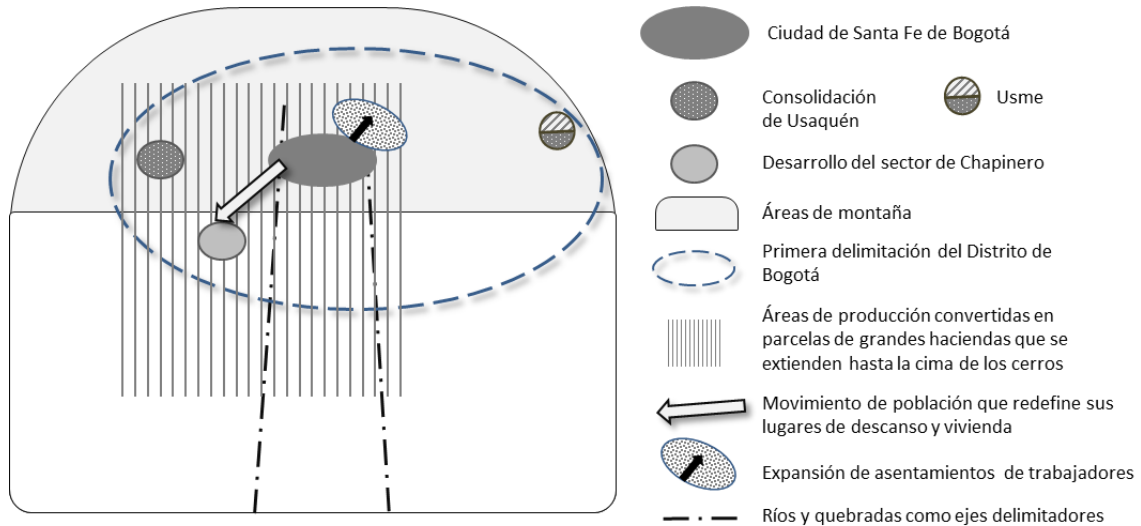 Ciudad de Santa Fe de Bogotá
Consolidación
de Usaquén
Usme
Desarrollo del sector de Chapinero
Áreas de montaña
Primera delimitación del Distrito de
Bogotá
Áreas de producción convertidas en
parcelas de grandes haciendas que se
extienden hasta la cima de los cerros
Movimiento de población que redefine sus
lugares de descanso y vivienda
Expansión de asentamientos de trabajadores
Ríos y quebradas como ejes delimitadores